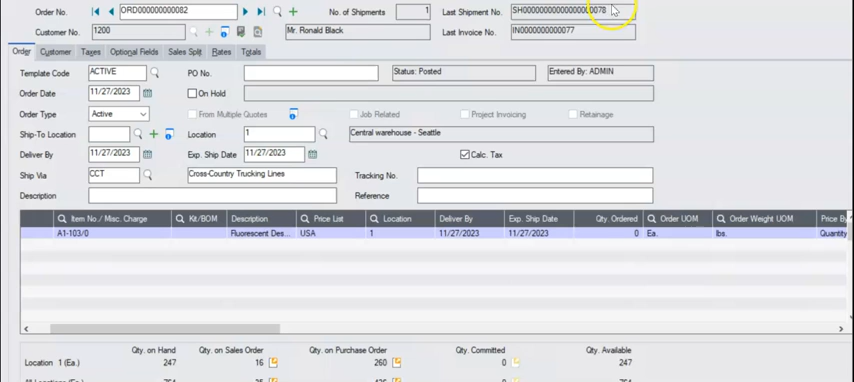 Order No. ORD000000000082 No. of Shipments 1 Last Shipment No.
Customer No. 1200 Mr. Ronald Black Last Invoice No. IN0000000000077
Order Customer Taxes Optional Fields Sales Split Rates Totals
Template Code ACTIVE PO No. Status: Posted Entered By: ADMIN
Order Date 11/27/2023 On Hold
Order Type Active From Multiple Quotes Job Related Project Invoicing Retainage
Ship-To Location Location 1 Central warehouse - Seattle
Deliver By 11/27/2023 Exp. Ship Date 11/27/2023 Calc. Tax
Ship Via CCT Cross-Country Trucking Lines Tracking No.
Description Reference
Item No./ Misc. Charge Kit/BOM Description Price List Location Deliver By Exp. Ship Date Qty. Ordered Order UOM Order Weight UOM Price By
A1-103/0 Fluorescent Des... USA 1 11/27/2023 11/27/2023 0 Ea. lbs. Quantity
Qty. on Hand Qty. on Sales Order Qty. on Purchase Order Qty. Committed Qty. Available
Location 1 (Ea.) 247 16 260 0 247